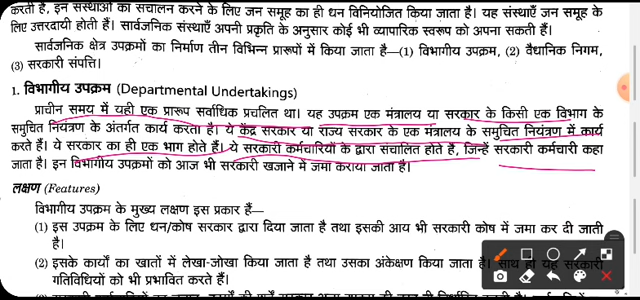 करती है, इन संस्थाओं का संचालन करने के लिए जन समूह का ही धन विनियोजित किया जाता है। यह संस्थाएँ जन समूह के
लिए उत्तरदायी होती हैं। सार्वजनिक संस्थाएँ अपनी प्रकृति के अनुसार कोई भी व्यापारिक स्वरूप को अपना सकती हैं।
सार्वजनिक क्षेत्र उपक्रमों का निर्माण तीन विभिन्न प्रारूपों में किया जाता है—(1) विभागीय उपक्रम, (2) वैधानिक निगम,
(3) सरकारी संपत्ति।
1. विभागीय उपक्रम (Departmental Undertakings)
प्राचीन समय में यही एक प्रारूप सर्वाधिक प्रचलित था। यह उपक्रम एक मंत्रालय या सरकार के किसी एक विभाग के
समुचित नियंत्रण के अंतर्गत कार्य करता है। ये केंद्र सरकार या राज्य सरकार के एक मंत्रालय के समुचित नियंत्रण में कार्य
करते हैं। ये सरकार का ही एक भाग होते हैं। ये सरकारी कर्मचारियों के द्वारा संचालित होते हैं, जिन्हें सरकारी कर्मचारी कहा
जाता है। इन विभागीय उपक्रमों को आज भी सरकारी खजाने में जमा कराया जाता है।
लक्षण (Features)
विभागीय उपक्रम के मुख्य लक्षण इस प्रकार हैं—
(1) इस उपक्रम के लिए धन/कोष सरकार द्वारा दिया जाता है तथा इसकी आय भी सरकारी कोष में जमा कर दी जाती
है।
(2) इसके कार्यों का खातों में लेखा-जोखा किया जाता है तथा उसका अंकेक्षण किया जाता है। साथ ही यह सरकारी
गतिविधियों को भी प्रभावित करते हैं।